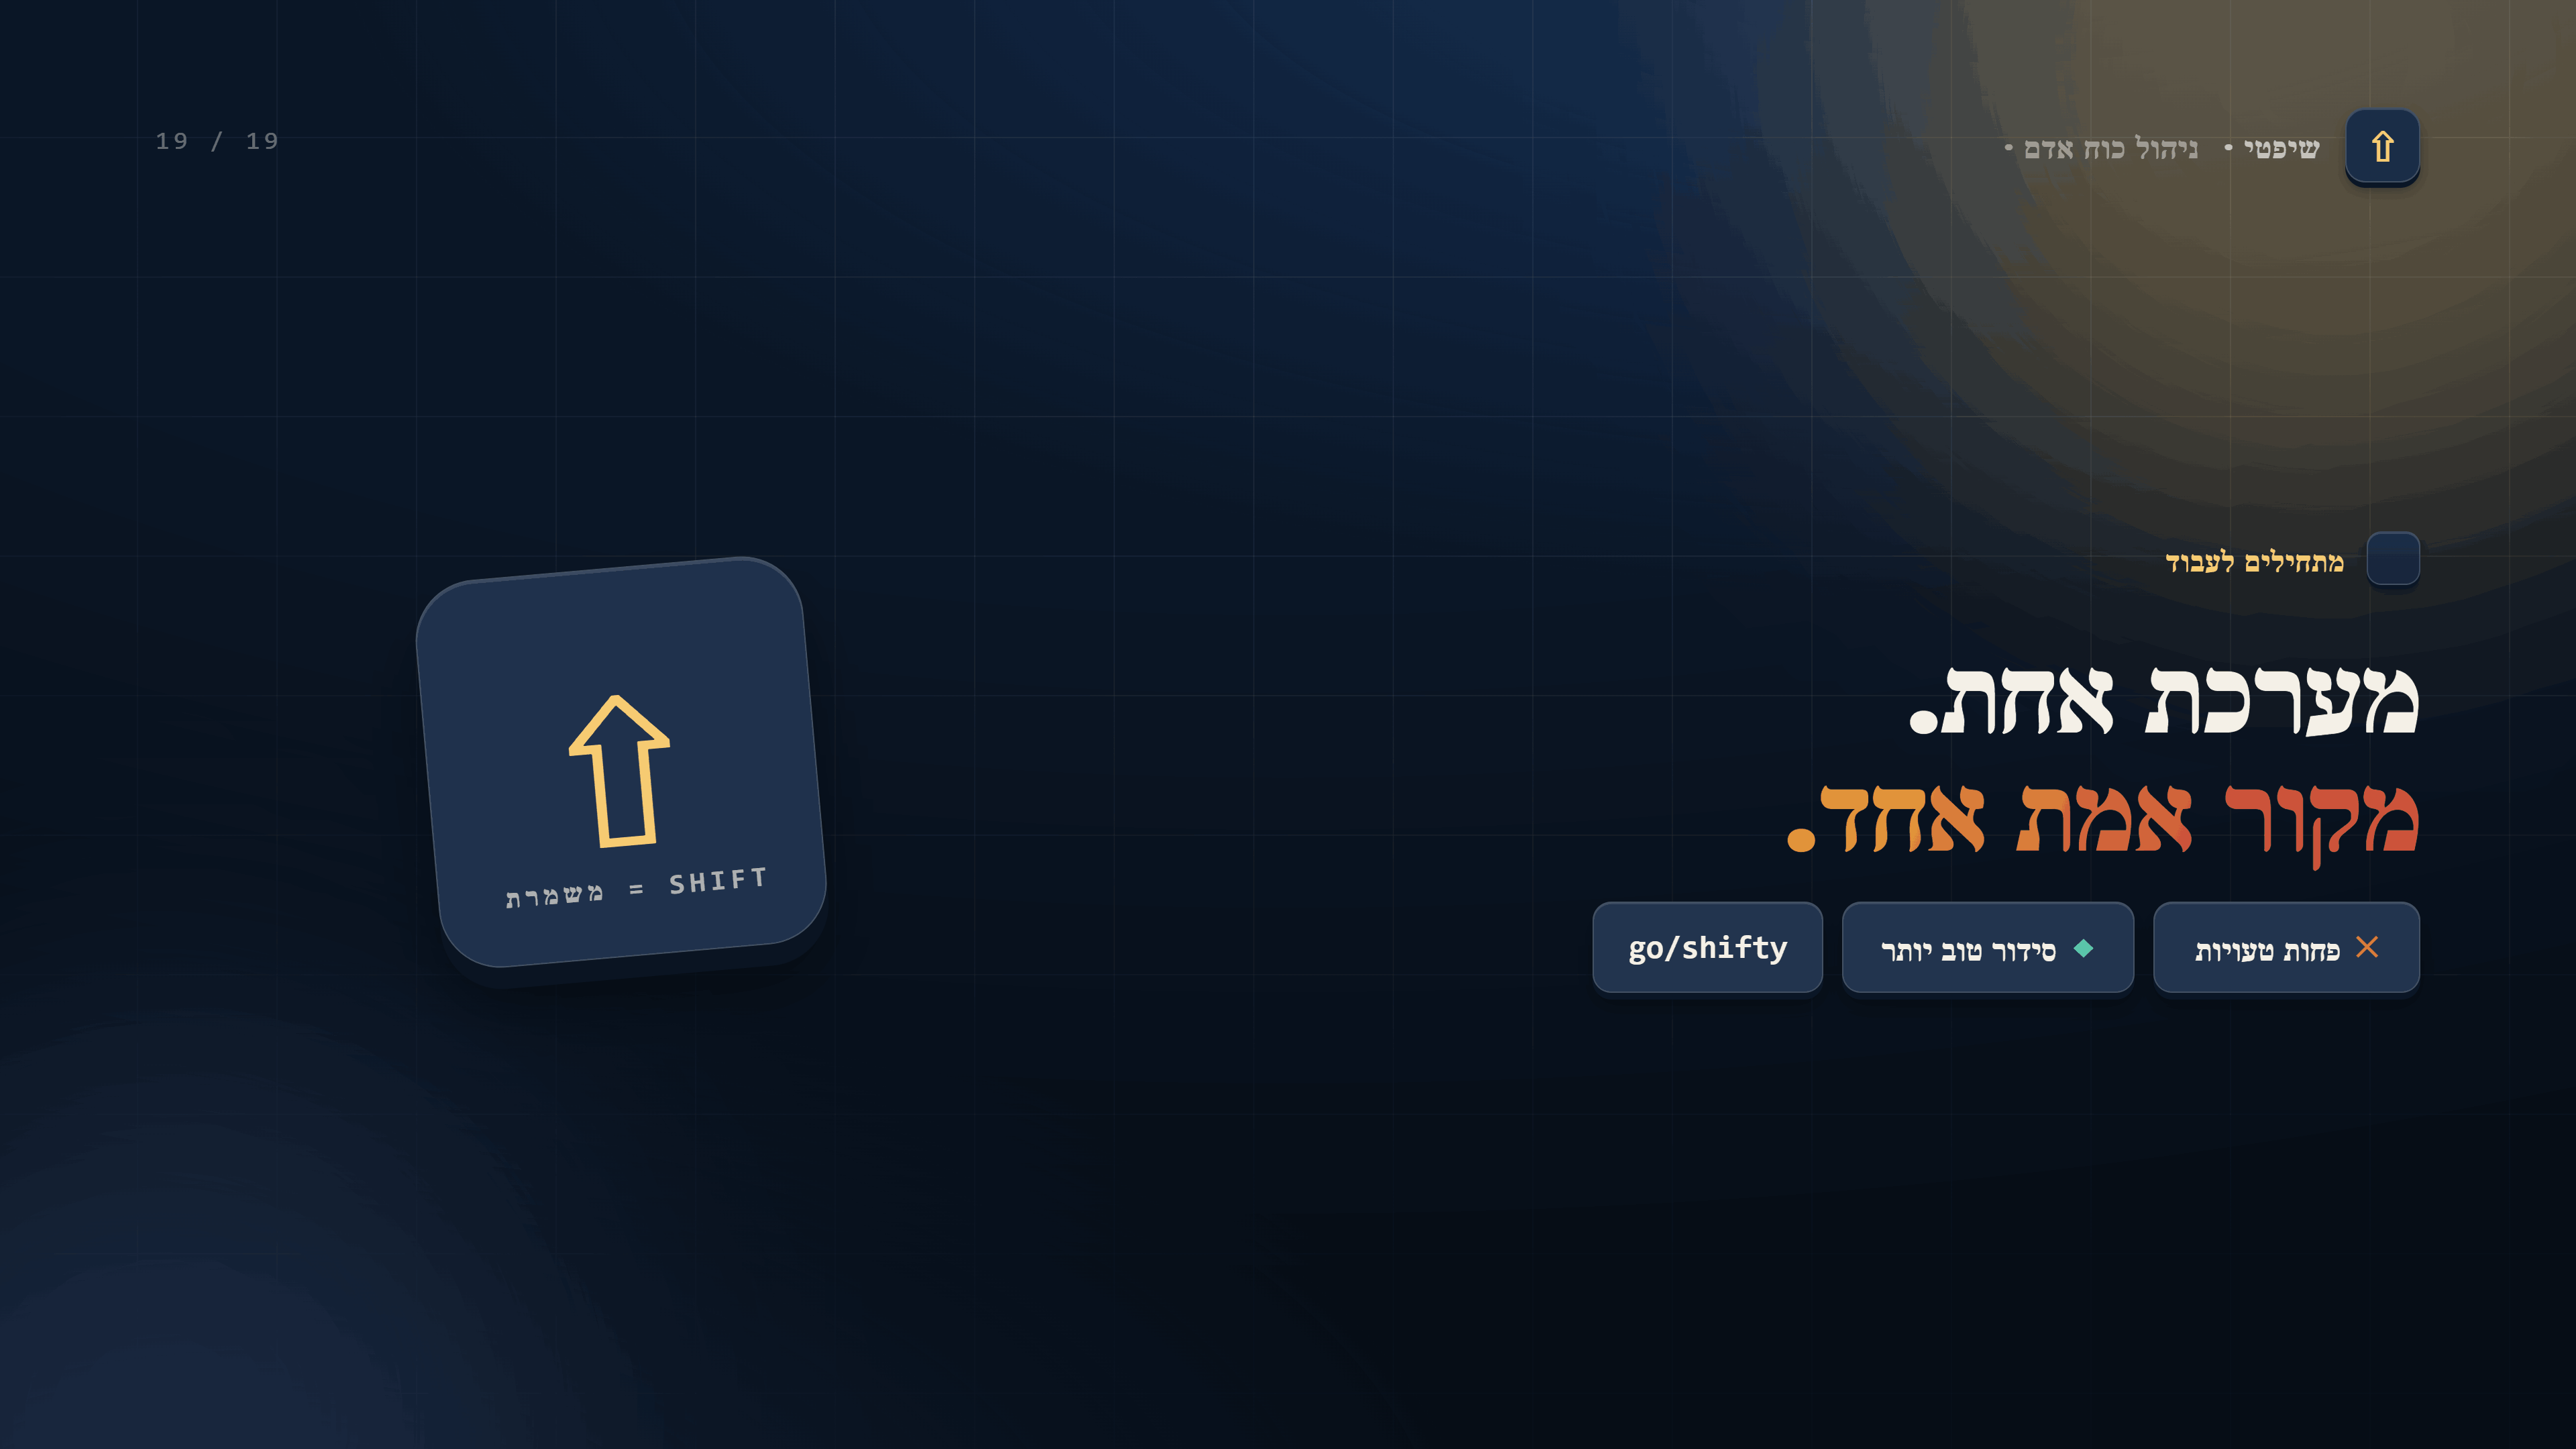 שיפטי • ניהול כוח אדם •
19 / 19
מתחילים לעבוד
מערכת אחת.
מקור אמת אחד.
✕ פחות טעויות
◆ סידור טוב יותר
go/shifty
⇧
SHIFT = משמרת